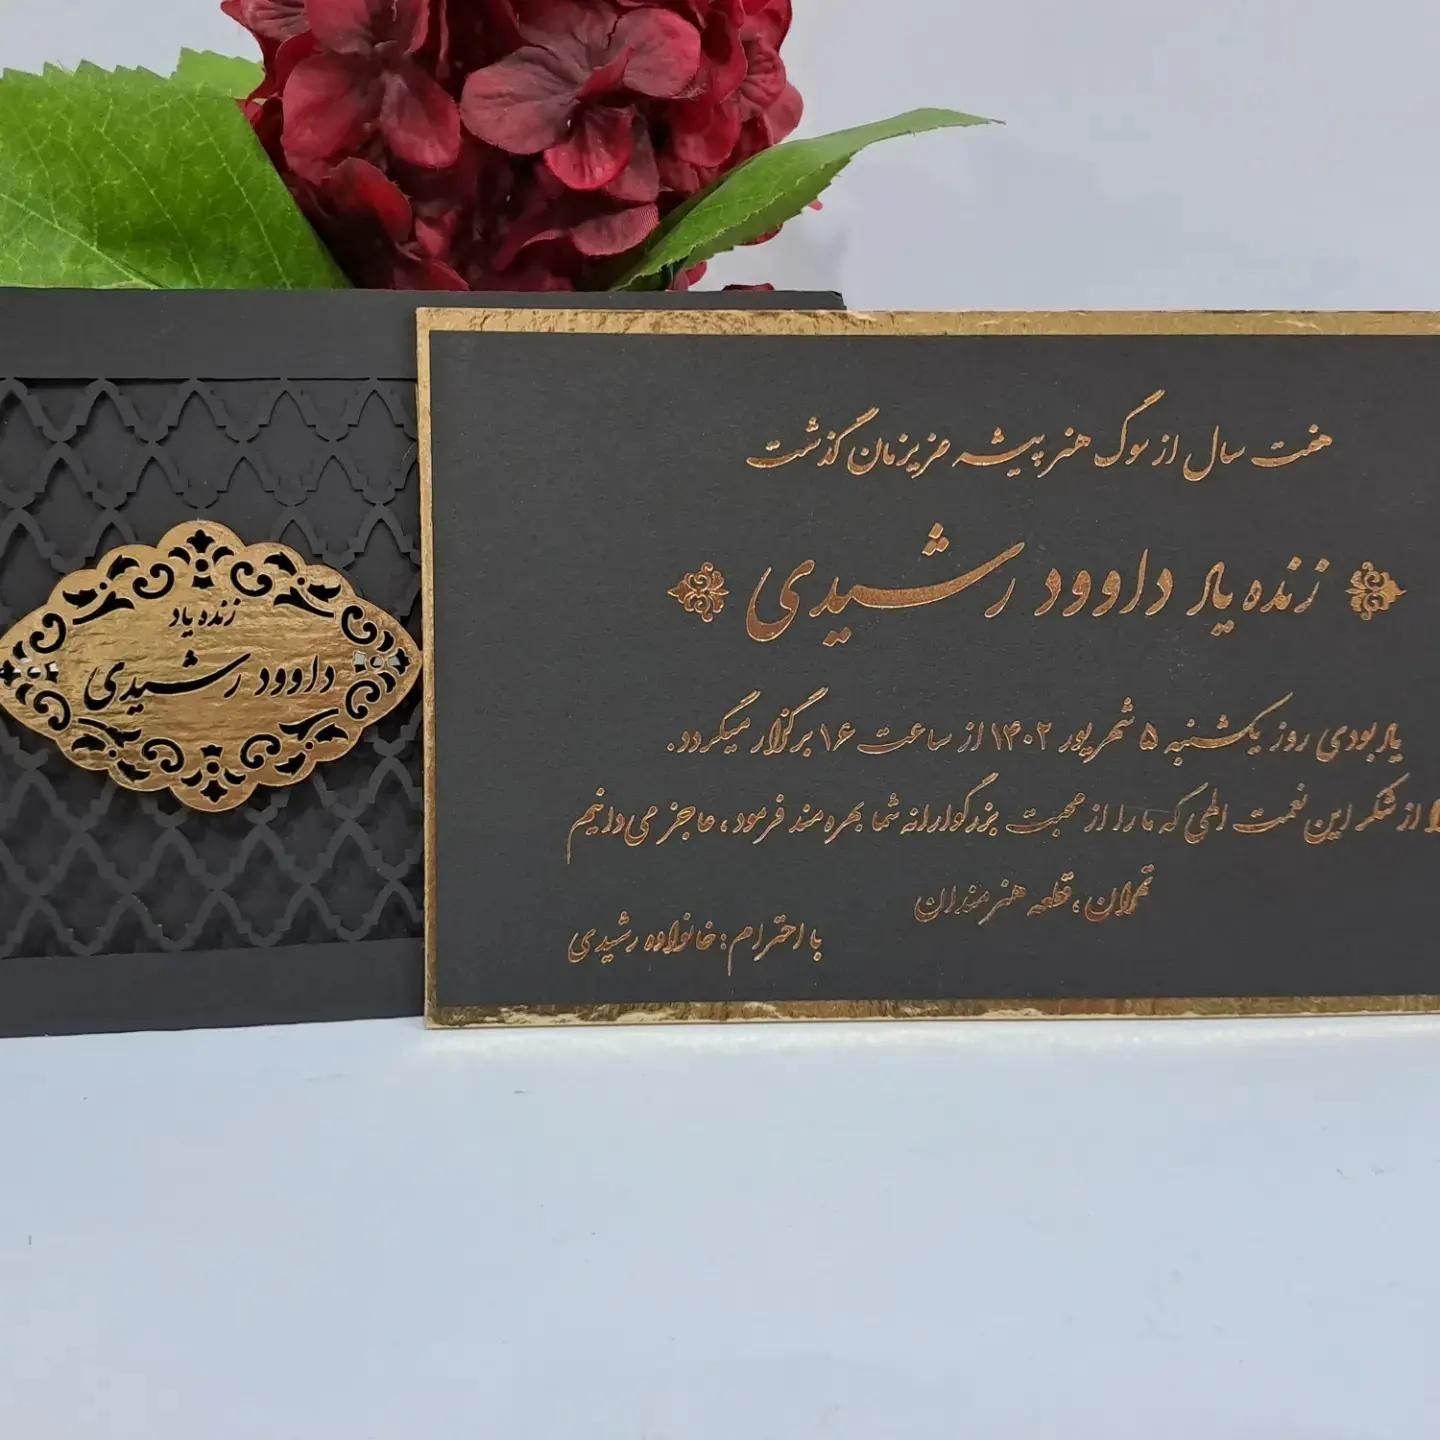 زنده یاد
داوود رشیدی
هفت سال از سوگ هنرپیشه عزیزمان گذشت
زنده یاد داوود رشیدی
یادبودی روز یکشنبه ۵ شهریور ۱۴۰۲ از ساعت ۱۶ برگزار میگردد.
از شکر این نعمت الهی که ما را از محبت بزرگوارانه شما بهره مند فرمود، عاجز می دانیم
تهران، قطعه هنرمندان
با احترام: خانواده رشیدی